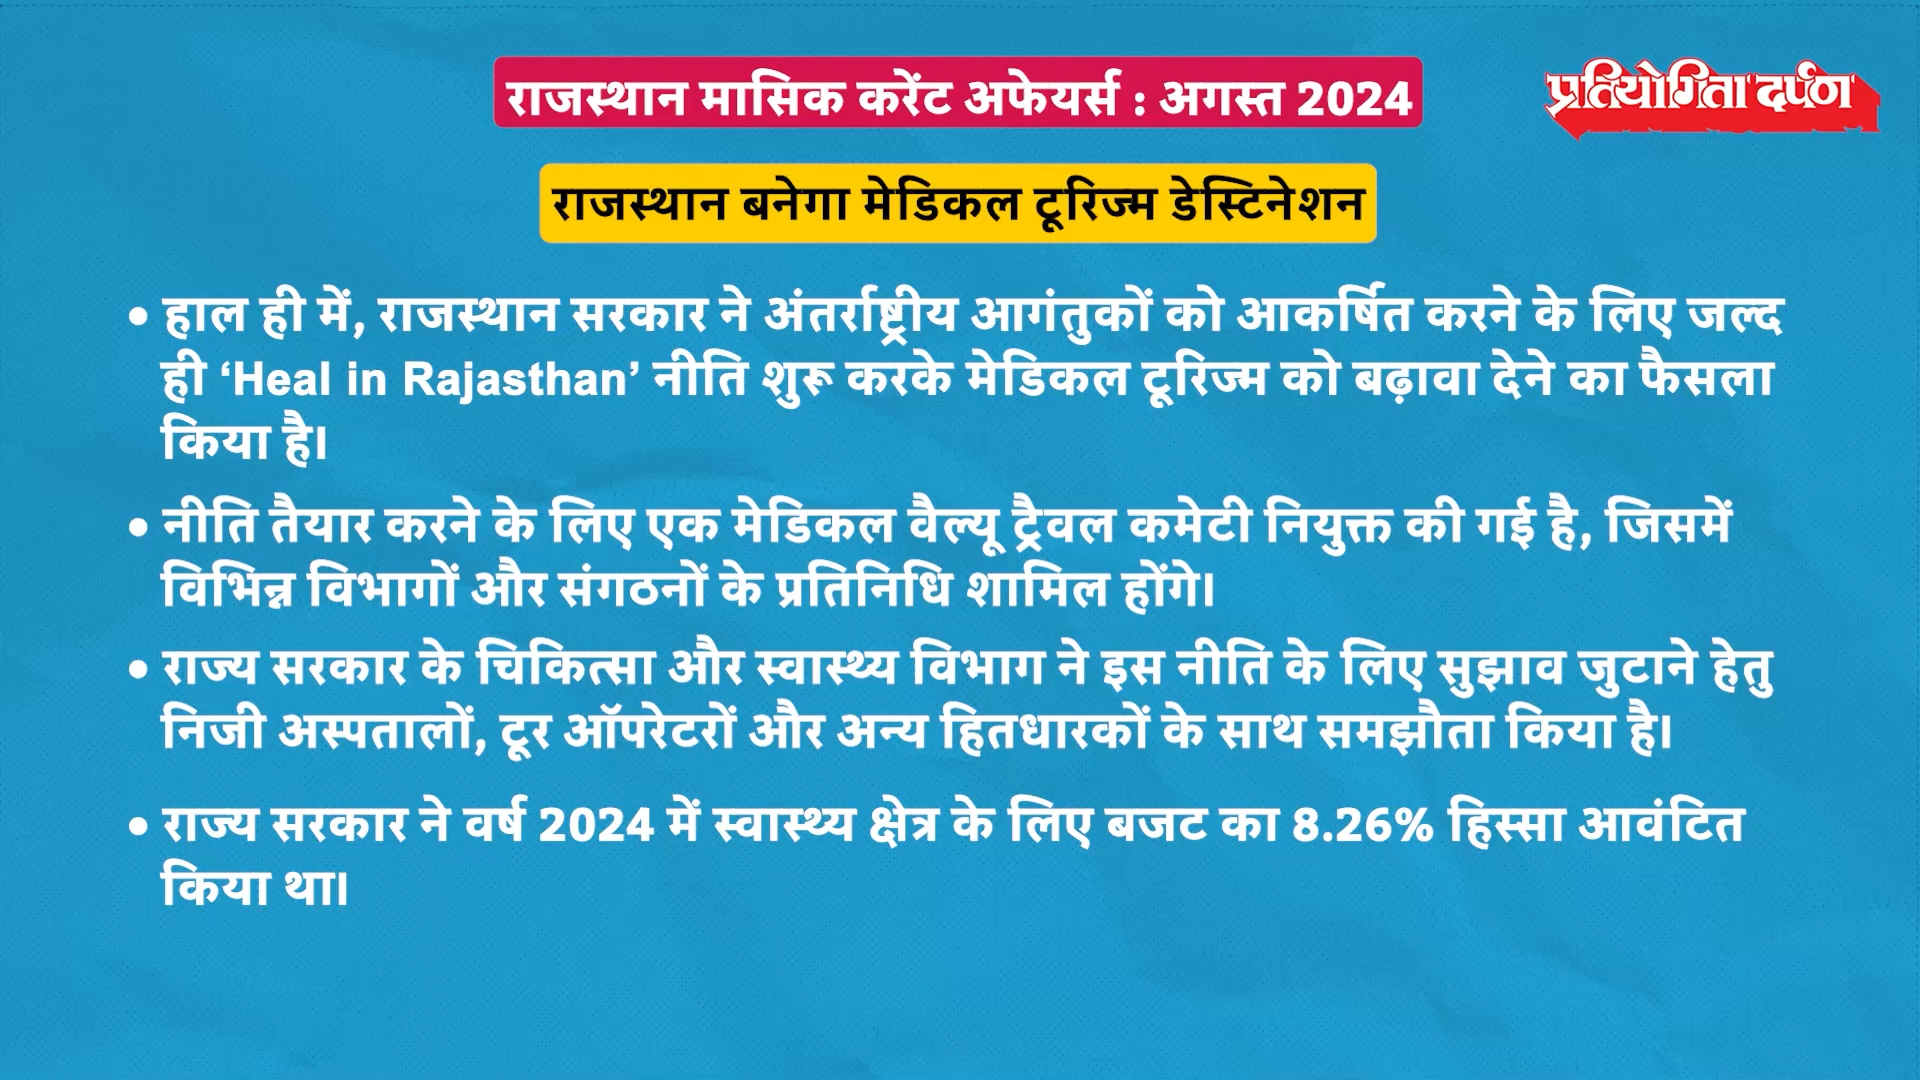 राजस्थान मासिक करेंट अफेयर्स : अगस्त 2024
प्रतियोगिता दर्पण
राजस्थान बनेगा मेडिकल टूरिज्म डेस्टिनेशन
• हाल ही में, राजस्थान सरकार ने अंतर्राष्ट्रीय आगंतुकों को आकर्षित करने के लिए जल्द
ही ‘Heal in Rajasthan’ नीति शुरू करके मेडिकल टूरिज्म को बढ़ावा देने का फैसला
किया है।
• नीति तैयार करने के लिए एक मेडिकल वैल्यू ट्रैवल कमेटी नियुक्त की गई है, जिसमें
विभिन्न विभागों और संगठनों के प्रतिनिधि शामिल होंगे।
• राज्य सरकार के चिकित्सा और स्वास्थ्य विभाग ने इस नीति के लिए सुझाव जुटाने हेतु
निजी अस्पतालों, टूर ऑपरेटरों और अन्य हितधारकों के साथ समझौता किया है।
• राज्य सरकार ने वर्ष 2024 में स्वास्थ्य क्षेत्र के लिए बजट का 8.26% हिस्सा आवंटित
किया था।